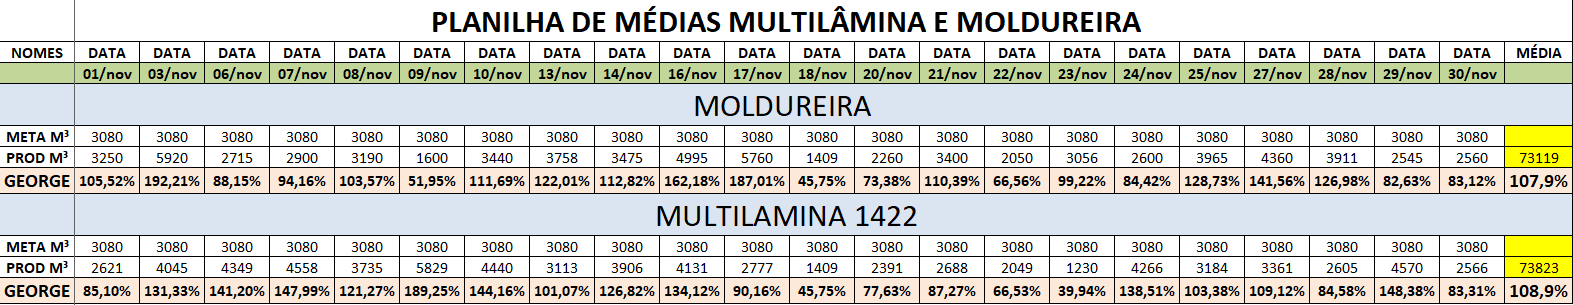 PLANILHA DE MÉDIAS MULTILÂMINA E MOLDUREIRA
NOMES DATA DATA DATA DATA DATA DATA DATA DATA DATA DATA DATA DATA DATA DATA DATA DATA DATA DATA DATA DATA DATA DATA MÉDIA
01/nov 03/nov 06/nov 07/nov 08/nov 09/nov 10/nov 13/nov 14/nov 16/nov 17/nov 18/nov 20/nov 21/nov 22/nov 23/nov 24/nov 25/nov 27/nov 28/nov 29/nov 30/nov
MOLDUREIRA
META M³ 3080 3080 3080 3080 3080 3080 3080 3080 3080 3080 3080 3080 3080 3080 3080 3080 3080 3080 3080 3080 3080 3080
PROD M³ 3250 5920 2715 2900 3190 1600 3440 3758 3475 4995 5760 1409 2260 3400 2050 3056 2600 3965 4360 3911 2545 2560 73119
GEORGE 105,52% 192,21% 88,15% 94,16% 103,57% 51,95% 111,69% 122,01% 112,82% 162,18% 187,01% 45,75% 73,38% 110,39% 66,56% 99,22% 84,42% 128,73% 141,56% 126,98% 82,63% 83,12% 107,9%
MULTILAMINA 1422
META M³ 3080 3080 3080 3080 3080 3080 3080 3080 3080 3080 3080 3080 3080 3080 3080 3080 3080 3080 3080 3080 3080 3080
PROD M³ 2621 4045 4349 4558 3735 5829 4440 3113 3906 4131 2777 1409 2391 2688 2049 1230 4266 3184 3361 2605 4570 2566 73823
GEORGE 85,10% 131,33% 141,20% 147,99% 121,27% 189,25% 144,16% 101,07% 126,82% 134,12% 90,16% 45,75% 77,63% 87,27% 66,53% 39,94% 138,51% 103,38% 109,12% 84,58% 148,38% 83,31% 108,9%